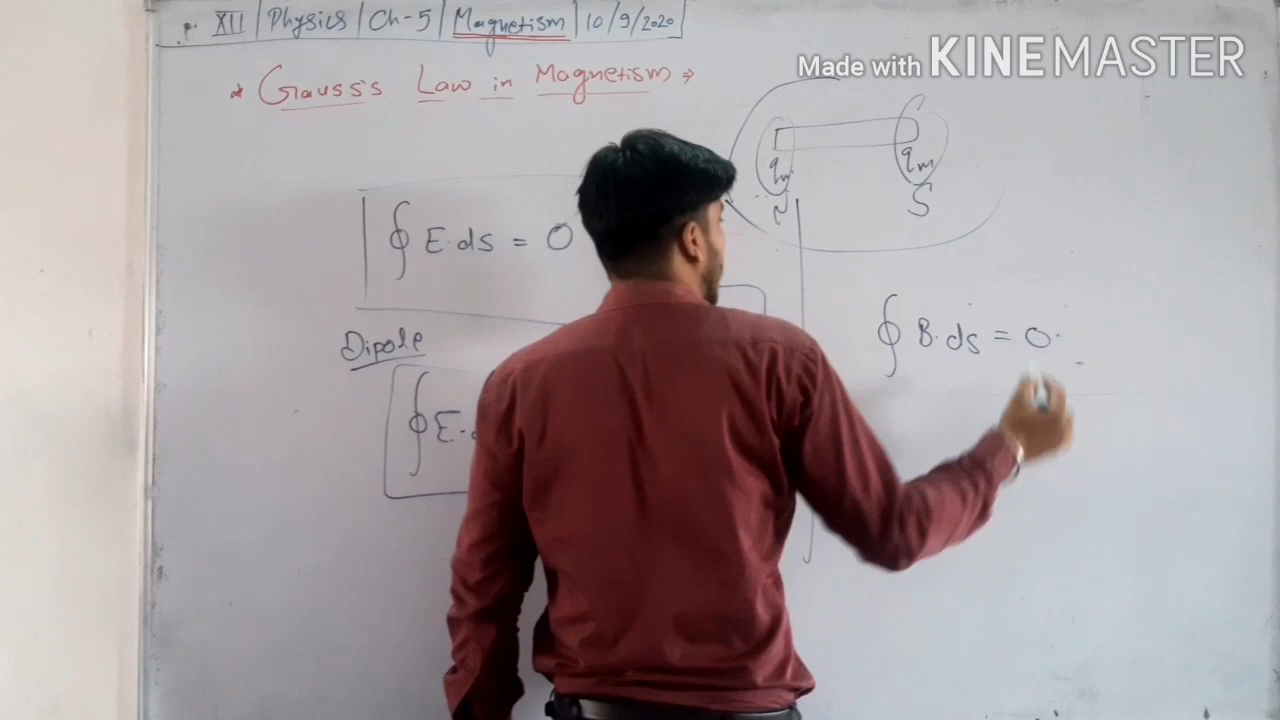 XII | Physics | Ch-5 | Magnetism | 10/9/2020
Made with KINEMASTER
* Gauss's Law in Magnetism →
qm qm
N S
∮ E·ds = 0
∮ B·ds = 0
Dipole
∮ E·